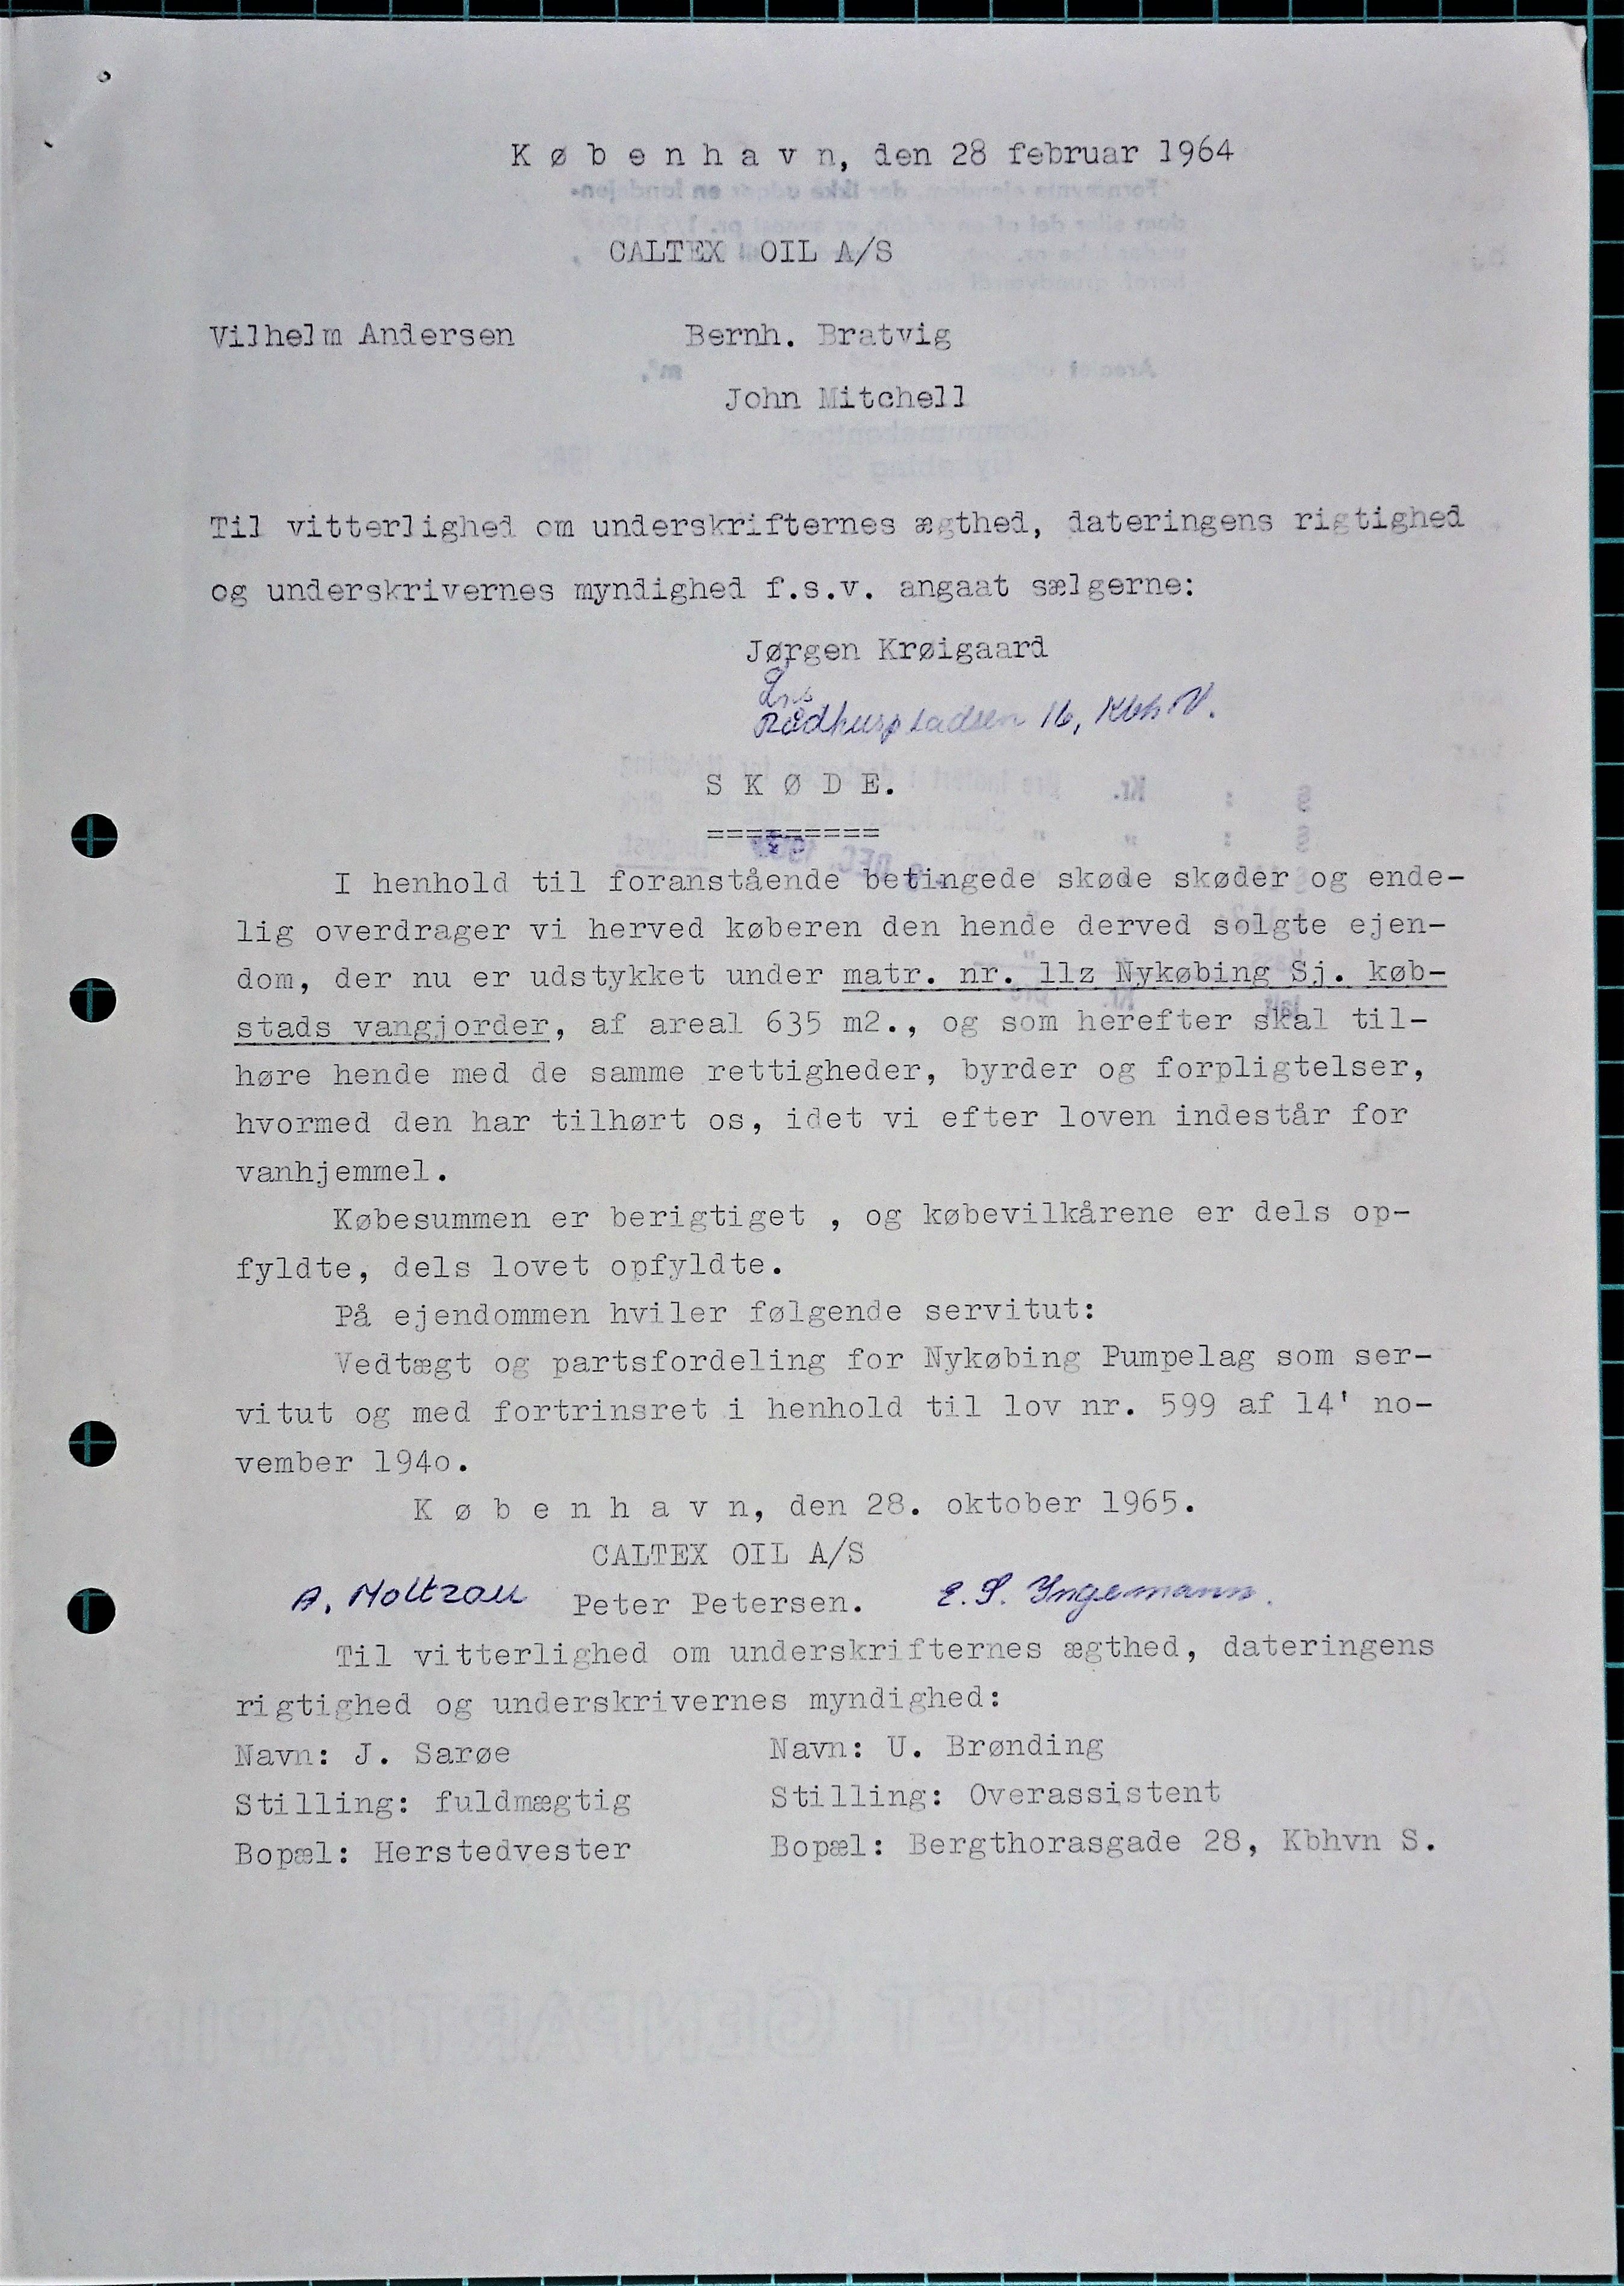 København, den 28 februar 1964
CALTEX OIL A/S
Vilhelm Andersen Bernh. Bratvig
John Mitchell
Til vitterlighed om underskrifternes ægthed, dateringens rigtighed
og underskrivernes myndighed f.s.v. angaat sælgerne:
Jørgen Krøigaard
Lrs
Rådhuspladsen 16, Kbh V.
SKØDE.
=========
I henhold til foranstående betingede skøde skøder og ende-
lig overdrager vi herved køberen den hende derved solgte ejen-
dom, der nu er udstykket under matr. nr. 11z Nykøbing Sj. køb-
stads vangjorder, af areal 635 m2., og som herefter skal til-
høre hende med de samme rettigheder, byrder og forpligtelser,
hvormed den har tilhørt os, idet vi efter loven indestår for
vanhjemmel.
Købesummen er berigtiget , og købevilkårene er dels op-
fyldte, dels lovet opfyldte.
På ejendommen hviler følgende servitut:
Vedtægt og partsfordeling for Nykøbing Pumpelag som ser-
vitut og med fortrinsret i henhold til lov nr. 599 af 14' no-
vember 194o.
København, den 28. oktober 1965.
CALTEX OIL A/S
A. Moltzau Peter Petersen. E. S. Yngemann.
Til vitterlighed om underskrifternes ægthed, dateringens
rigtighed og underskrivernes myndighed:
Navn: J. Sarøe Navn: U. Brønding
Stilling: fuldmægtig Stilling: Overassistent
Bopæl: Herstedvester Bopæl: Bergthorasgade 28, Kbhvn S.